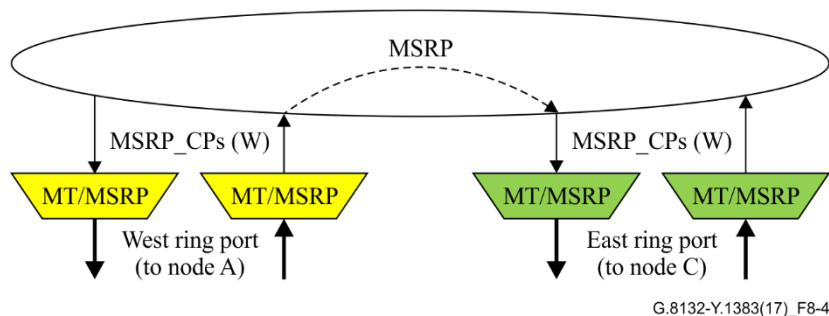 MSRP
MSRP_CPs (W)
MSRP_CPs (W)
MT/MSRP
MT/MSRP
MT/MSRP
MT/MSRP
West ring port
(to node A)
East ring port
(to node C)
G.8132-Y.1383(17)_F8-4